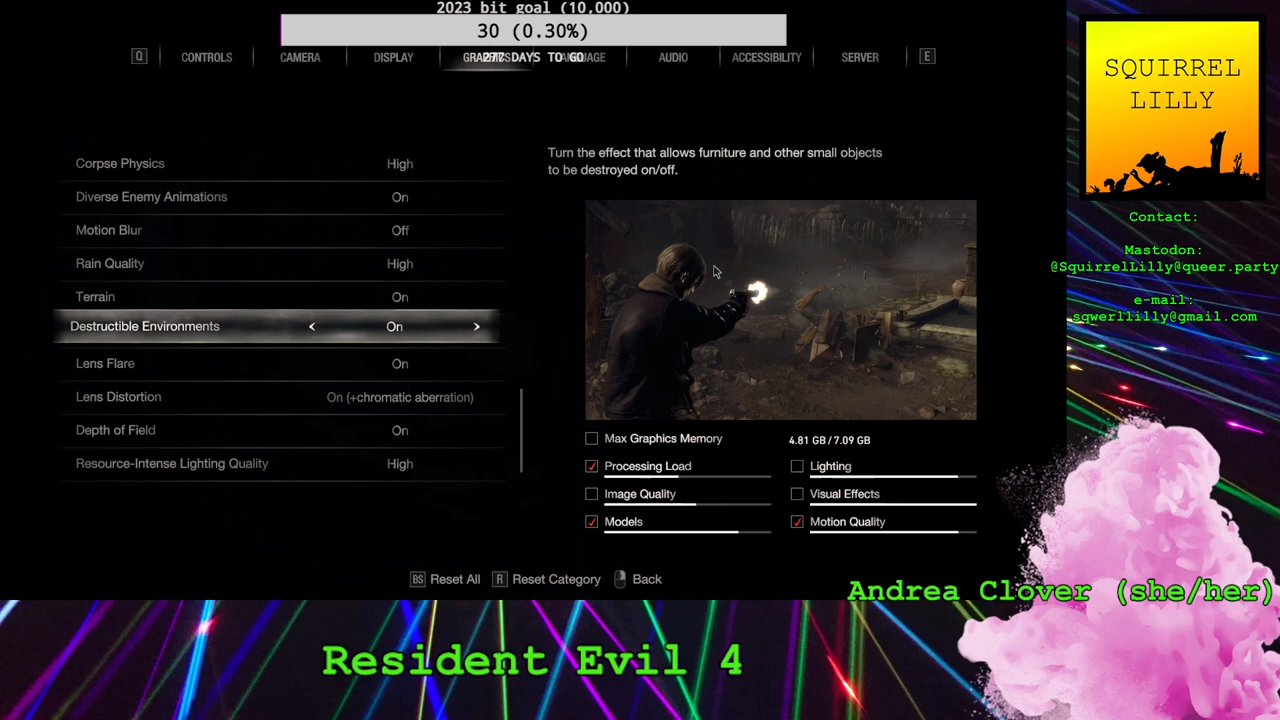 2023 bit goal (10,000)
30 (0.30%)
277 DAYS TO GO
Q CONTROLS CAMERA DISPLAY GRAPHICS LANGUAGE AUDIO ACCESSIBILITY SERVER E
Corpse Physics High
Diverse Enemy Animations On
Motion Blur Off
Rain Quality High
Terrain On
Destructible Environments < On >
Lens Flare On
Lens Distortion On (+chromatic aberration)
Depth of Field On
Resource-Intense Lighting Quality High
Turn the effect that allows furniture and other small objects
to be destroyed on/off.
Max Graphics Memory 4.81 GB / 7.09 GB
Processing Load Lighting
Image Quality Visual Effects
Models Motion Quality
BS Reset All R Reset Category Back
SQUIRREL
LILLY
Contact:
Mastodon:
@SquirrelLilly@queer.party
e-mail:
sqwerllilly@gmail.com
Andrea Clover (she/her)
Resident Evil 4